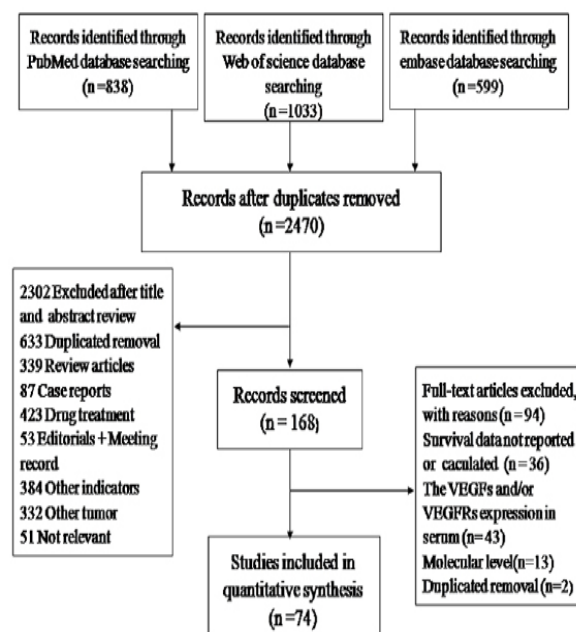 Records identified through
PubMed database searching
(n=838)
Records identified through
Web of science database
searching
(n=1033)
Records identified through
embase database searching
(n=599)
Records after duplicates removed
(n=2470)
2302 Excluded after title
and abstract review
633 Duplicated removal
339 Review articles
87 Case reports
423 Drug treatment
53 Editorials + Meeting
record
384 Other indicators
332 Other tumor
51 Not relevant
Records screened
(n = 168)
Full-text articles excluded,
with reasons (n=94)
Survival data not reported
or caculated (n=36)
The VEGFs and/or
VEGFRs expression in
serum (n=43)
Molecular level(n=13)
Duplicated removal (n=2)
Studies included in
quantitative synthesis
(n=74)